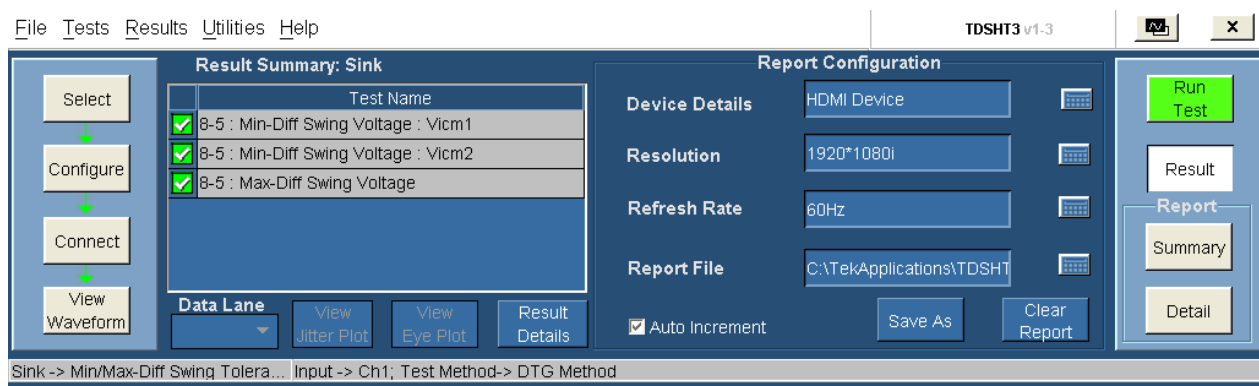 File Tests Results Utilities Help
TDSHT3 v1-3
x
Select
Configure
Connect
View
Waveform
Result Summary: Sink
Test Name
8-5 : Min-Diff Swing Voltage : Vicm1
8-5 : Min-Diff Swing Voltage : Vicm2
8-5 : Max-Diff Swing Voltage
Data Lane
View
Jitter Plot
View
Eye Plot
Result
Details
Report Configuration
Device Details HDMI Device
Resolution 1920*1080i
Refresh Rate 60Hz
Report File C:\TekApplications\TDSHT
Auto Increment
Save As
Clear
Report
Run
Test
Result
Report
Summary
Detail
Sink -> Min/Max-Diff Swing Tolera... Input -> Ch1; Test Method-> DTG Method